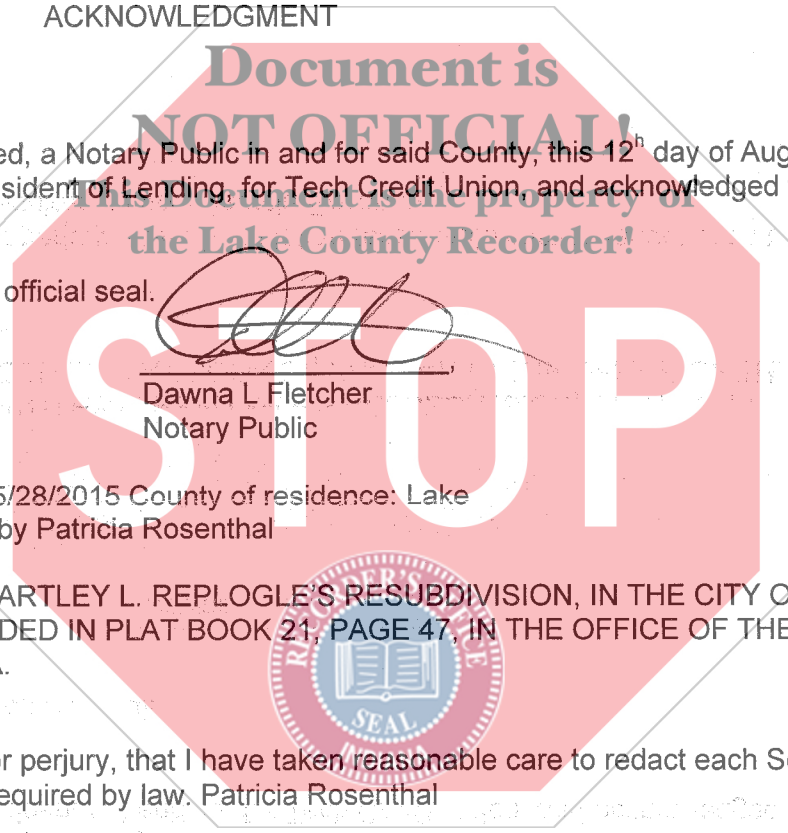 ACKNOWLEDGMENT
Document is
NOT OFFICIAL!
ed, a Notary Public in and for said County, this 12h day of Aug
sident of Lending, for Tech Credit Union, and acknowledged
This Document is the property of
the Lake County Recorder!
official seal.
STOP
Dawna L Fletcher
Notary Public
5/28/2015 County of residence: Lake
by Patricia Rosenthal
ARTLEY L. REPLOGLE'S RESUBDIVISION, IN THE CITY O
DED IN PLAT BOOK 21, PAGE 47, IN THE OFFICE OF THE
A.
RECORDER'S OFFICE
SEAL
INDIANA
or perjury, that I have taken reasonable care to redact each So
equired by law. Patricia Rosenthal